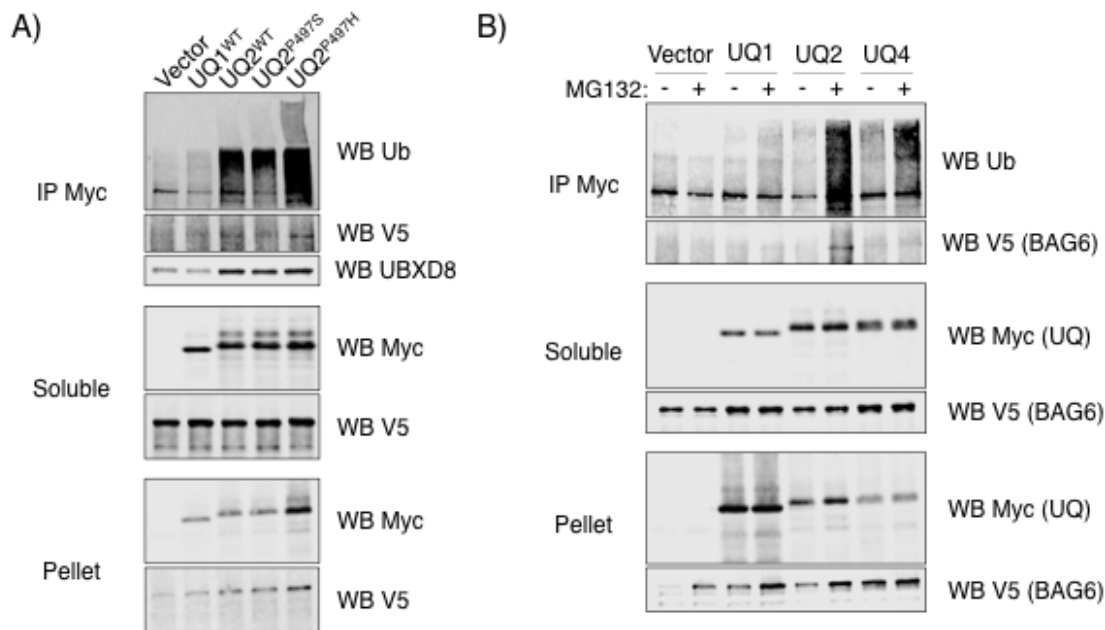 A)
Vector
UQ1WT
UQ2WT
UQ2P497S
UQ2P497H
IP Myc
WB Ub
WB V5
WB UBXD8
Soluble
WB Myc
WB V5
Pellet
WB Myc
WB V5
B)
Vector UQ1 UQ2 UQ4
MG132: - + - + - + - +
IP Myc
WB Ub
WB V5 (BAG6)
Soluble
WB Myc (UQ)
WB V5 (BAG6)
Pellet
WB Myc (UQ)
WB V5 (BAG6)